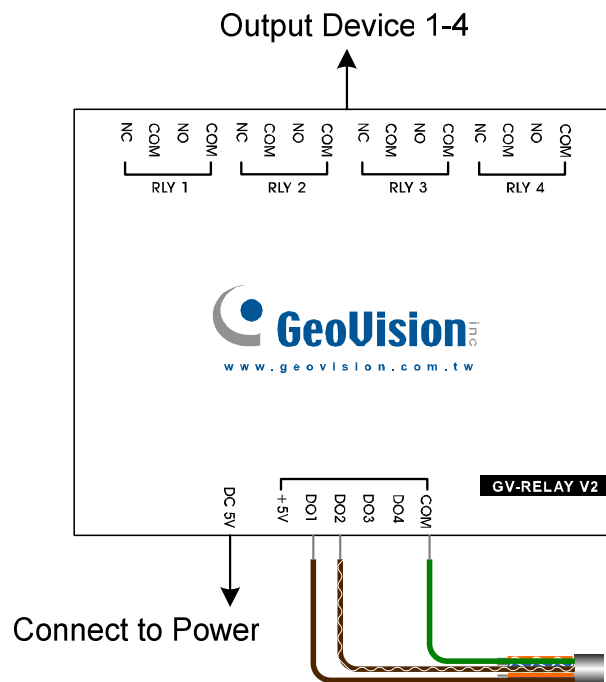 Output Device 1-4
NC COM NO COM NC COM NO COM NC COM NO COM NC COM NO COM
RLY 1 RLY 2 RLY 3 RLY 4
GeoVision inc
www.geovision.com.tw
GV-RELAY V2
DC 5V +5V DO1 DO2 DO3 DO4 COM
Connect to Power